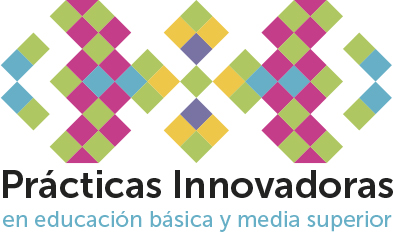 Prácticas Innovadoras
en educación básica y media superior